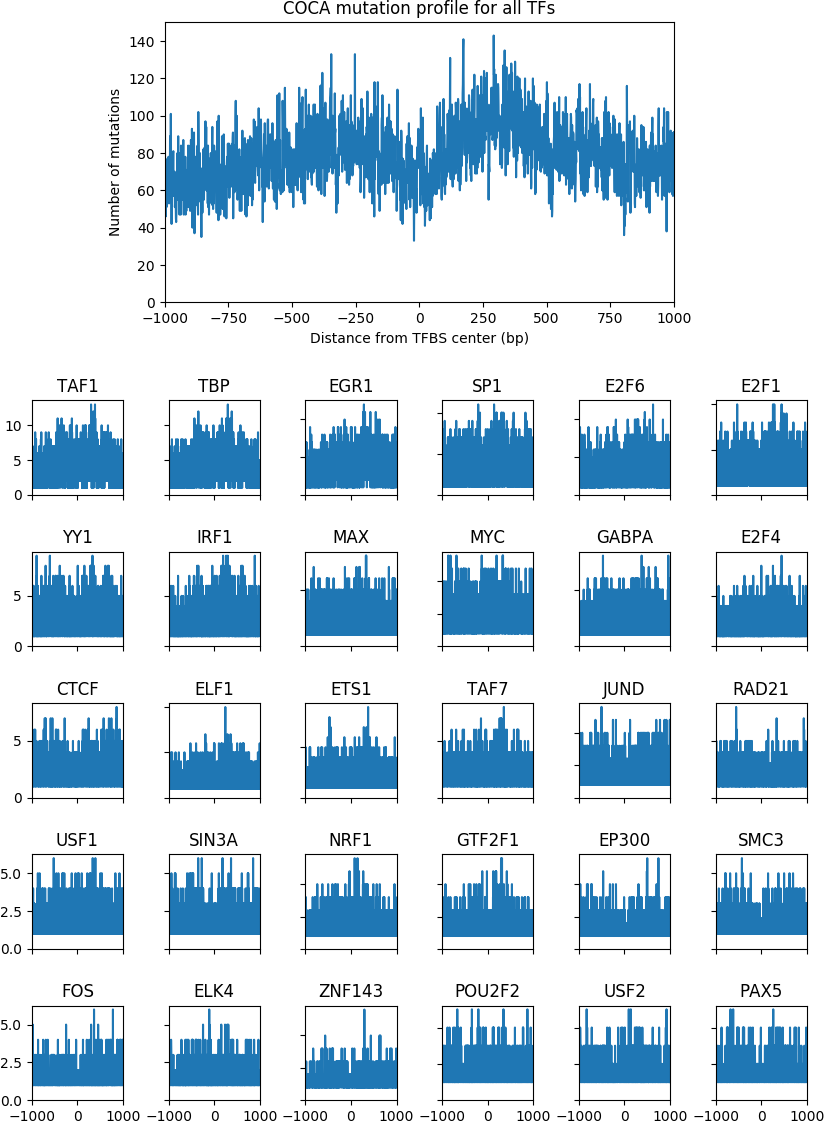 COCA mutation profile for all TFs
140
120
100
80
60
40
20
0
Number of mutations
−1000 −750 −500 −250 0 250 500 750 1000
Distance from TFBS center (bp)
TAF1 TBP EGR1 SP1 E2F6 E2F1
10
5
0
YY1 IRF1 MAX MYC GABPA E2F4
5
0
CTCF ELF1 ETS1 TAF7 JUND RAD21
5
0
USF1 SIN3A NRF1 GTF2F1 EP300 SMC3
5.0
2.5
0.0
FOS ELK4 ZNF143 POU2F2 USF2 PAX5
5.0
2.5
0.0
−1000 0 1000 −1000 0 1000 −1000 0 1000 −1000 0 1000 −1000 0 1000 −1000 0 1000